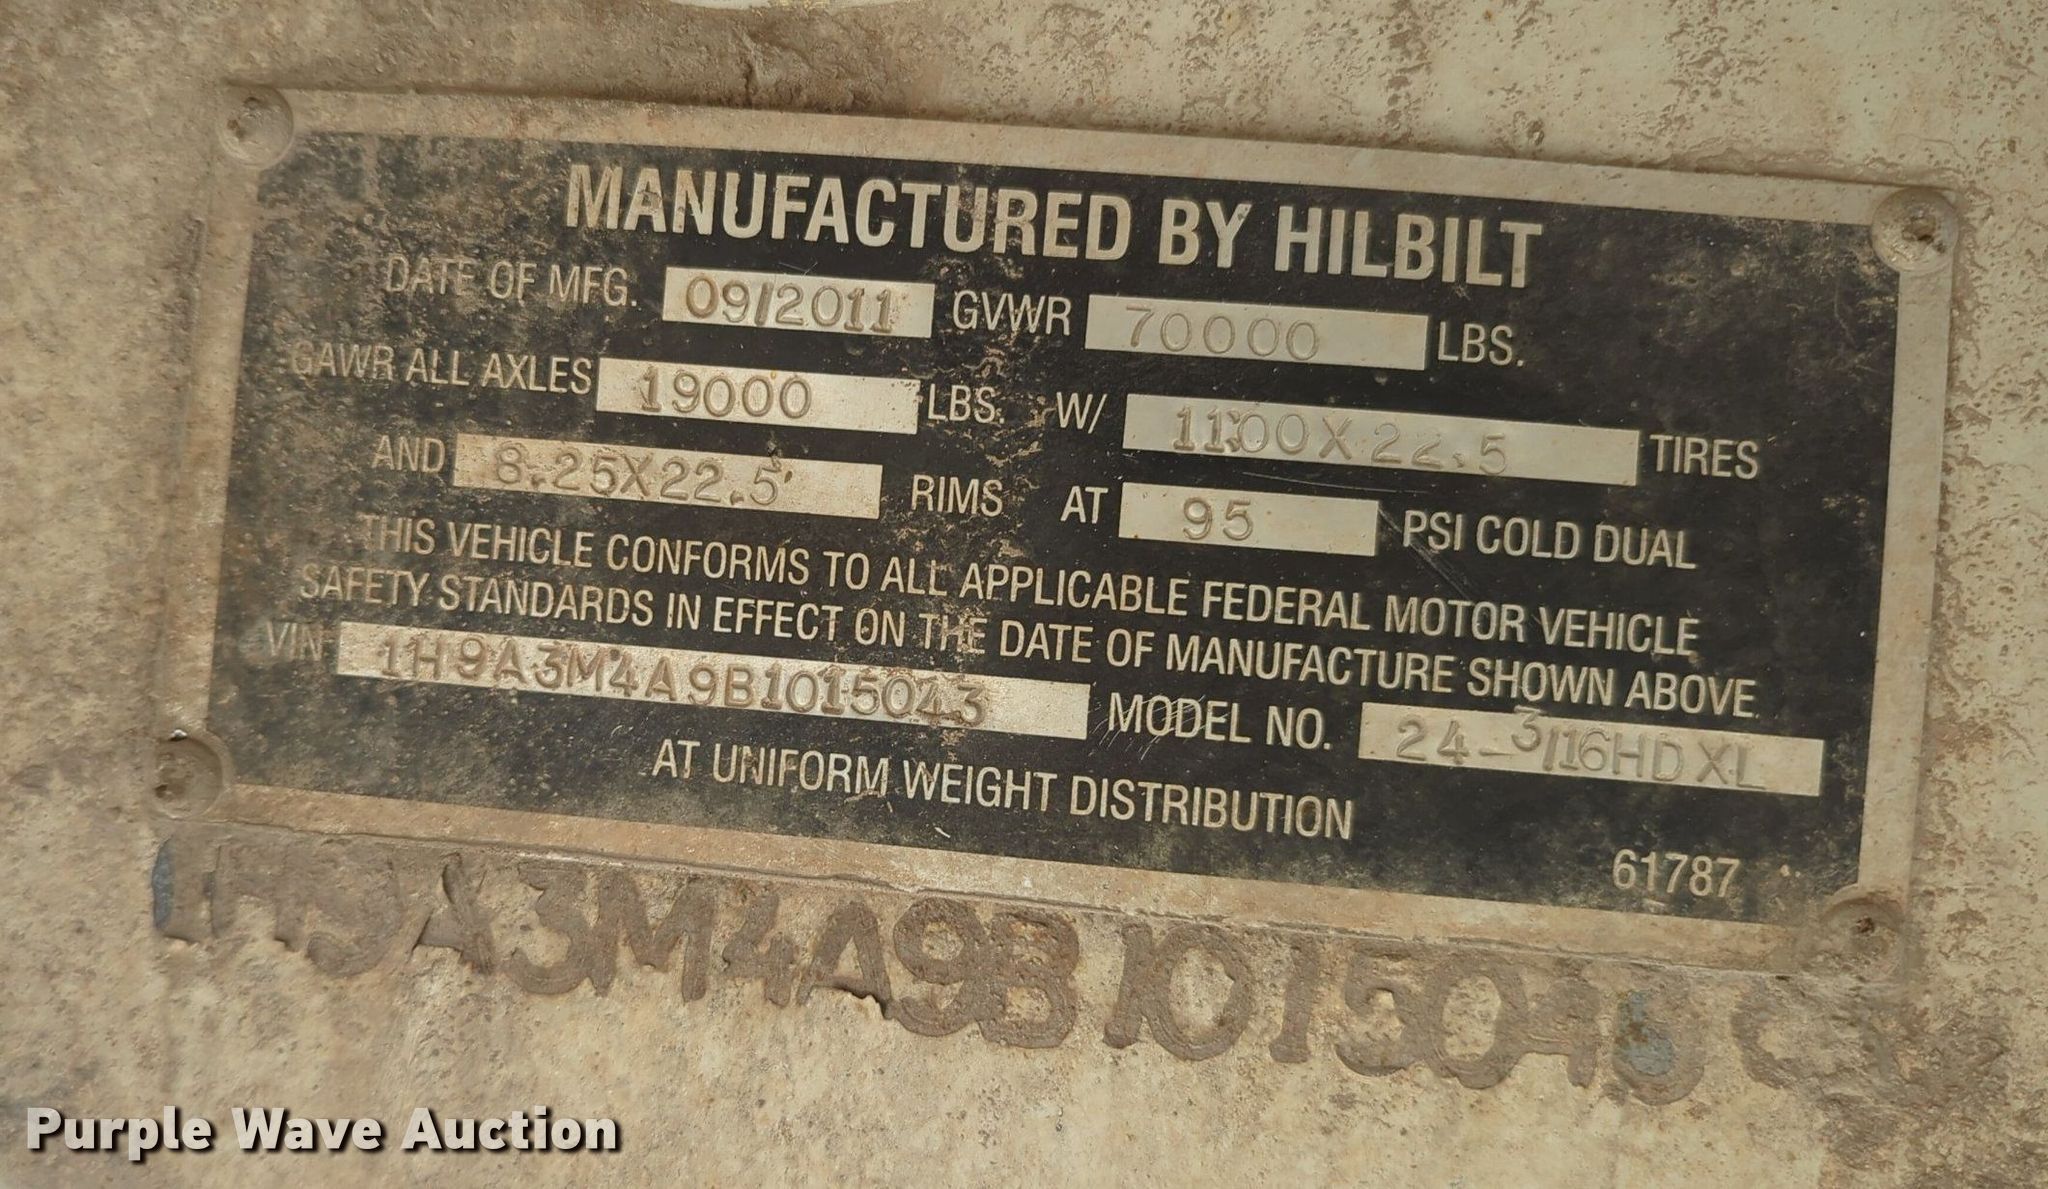 MANUFACTURED BY HILBILT
DATE OF MFG. 09/2011 GVWR 70000 LBS.
GAWR ALL AXLES 19000 LBS. W/ 11:00X22.5 TIRES
AND 8.25X22.5 RIMS AT 95 PSI COLD DUAL
THIS VEHICLE CONFORMS TO ALL APPLICABLE FEDERAL MOTOR VEHICLE
SAFETY STANDARDS IN EFFECT ON THE DATE OF MANUFACTURE SHOWN ABOVE
VIN 1H9A3M4A9B1015043 MODEL NO. 24-3/16HDXL
AT UNIFORM WEIGHT DISTRIBUTION
61787
1H9A3M4A9B1015043
Purple Wave Auction